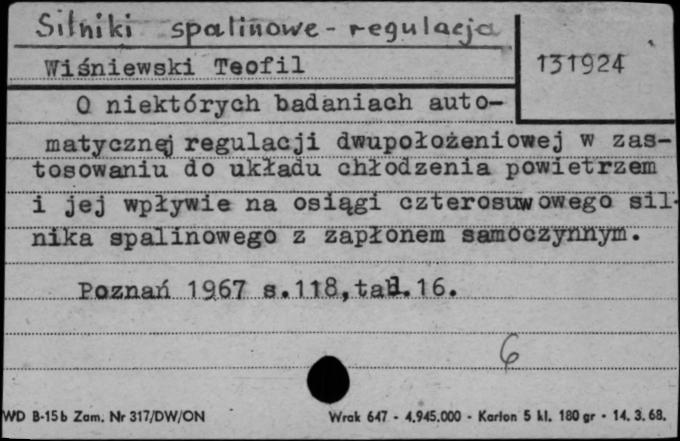 Silniki spalinowe - regulacja
Wiśniewski Teofil
131924
O niektórych badaniach auto-
matycznej regulacji dwupołożeniowej w zas-
tosowaniu do układu chłodzenia powietrzem
i jej wpływie na osiągi czterosuwowego sil-
nika spalinowego z zapłonem samoczynnym.
Poznań 1967 s.118, tabl.16.
6
WD B-15b Zam. Nr 317/DW/ON
Wrak 647 - 4.945.000 - Karton 5 kl. 180 gr - 14. 3. 68.